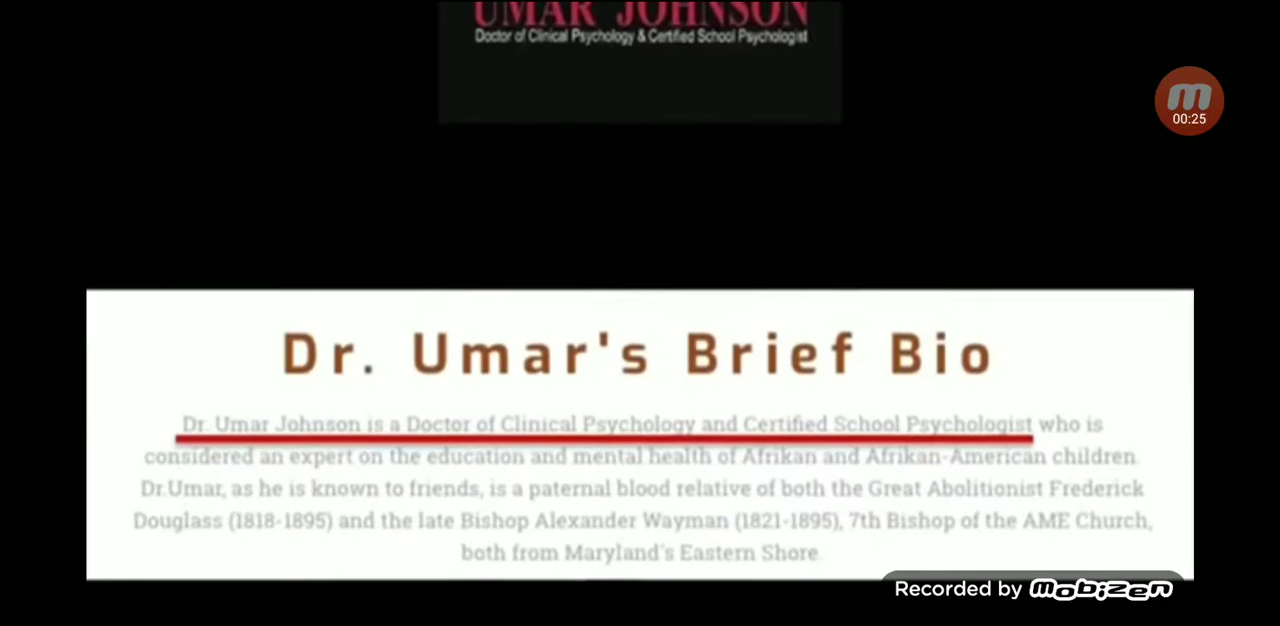 UMAR JOHNSON
Doctor of Clinical Psychology & Certified School Psychologist
00:25
Dr. Umar's Brief Bio
Dr. Umar Johnson is a Doctor of Clinical Psychology and Certified School Psychologist who is
considered an expert on the education and mental health of Afrikan and Afrikan-American children.
Dr.Umar, as he is known to friends, is a paternal blood relative of both the Great Abolitionist Frederick
Douglass (1818-1895) and the late Bishop Alexander Wayman (1821-1895), 7th Bishop of the AME Church,
both from Maryland's Eastern Shore
Recorded by mobizen